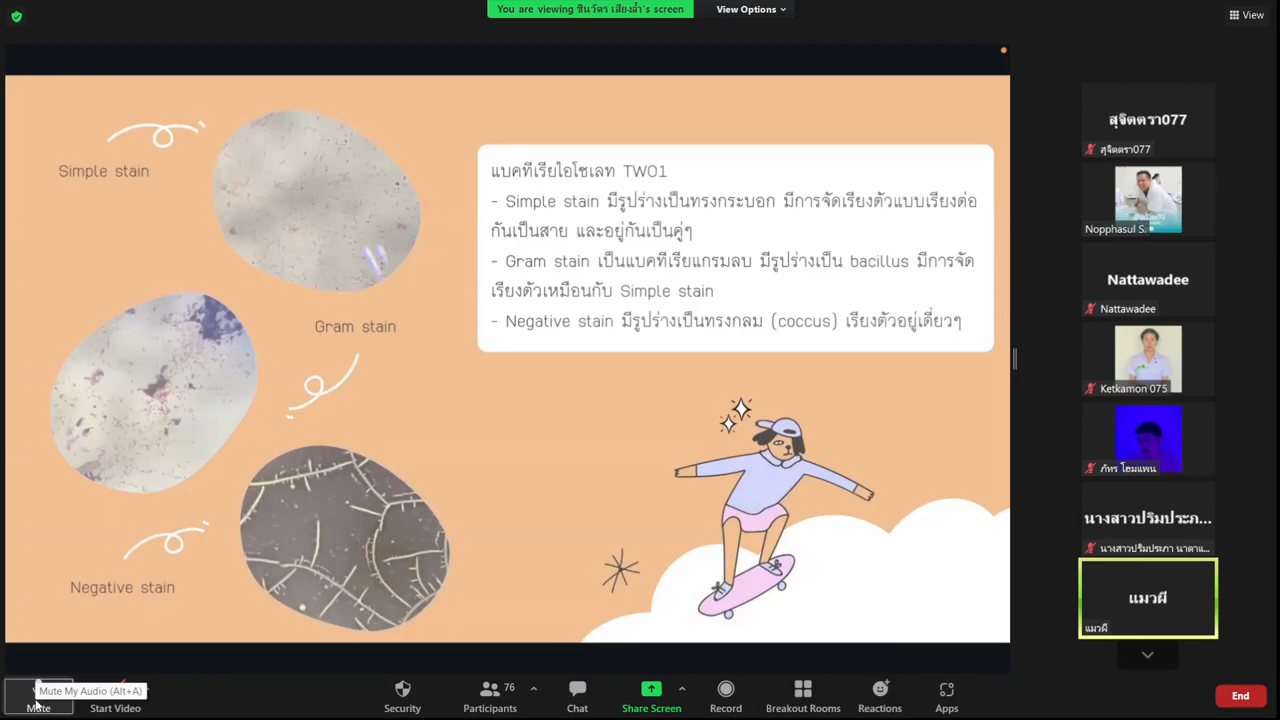 You are viewing ชินวัตร เสียงล้ำ's screen
View Options
View
Simple stain
Gram stain
Negative stain
แบคทีเรียไอโซเลท TW01
- Simple stain มีรูปร่างเป็นทรงกระบอก มีการจัดเรียงตัวแบบเรียงต่อ
กันเป็นสาย และอยู่กันเป็นคู่ๆ
- Gram stain เป็นแบคทีเรียแกรมลบ มีรูปร่างเป็น bacillus มีการจัด
เรียงตัวเหมือนกับ Simple stain
- Negative stain มีรูปร่างเป็นทรงกลม (coccus) เรียงตัวอยู่เดี่ยวๆ
สุจิตตรา077
สุจิตตรา077
Nopphasul S.
Nattawadee
Nattawadee
Ketkamon 075
ภัทร โฮมแพน
นางสาวปริมประภ...
นางสาวปริมประภา นาตาแ...
แมวผี
แมวผี
Mute My Audio (Alt+A)
Mute
Start Video
Security
Participants
76
Chat
Share Screen
Record
Breakout Rooms
Reactions
Apps
End